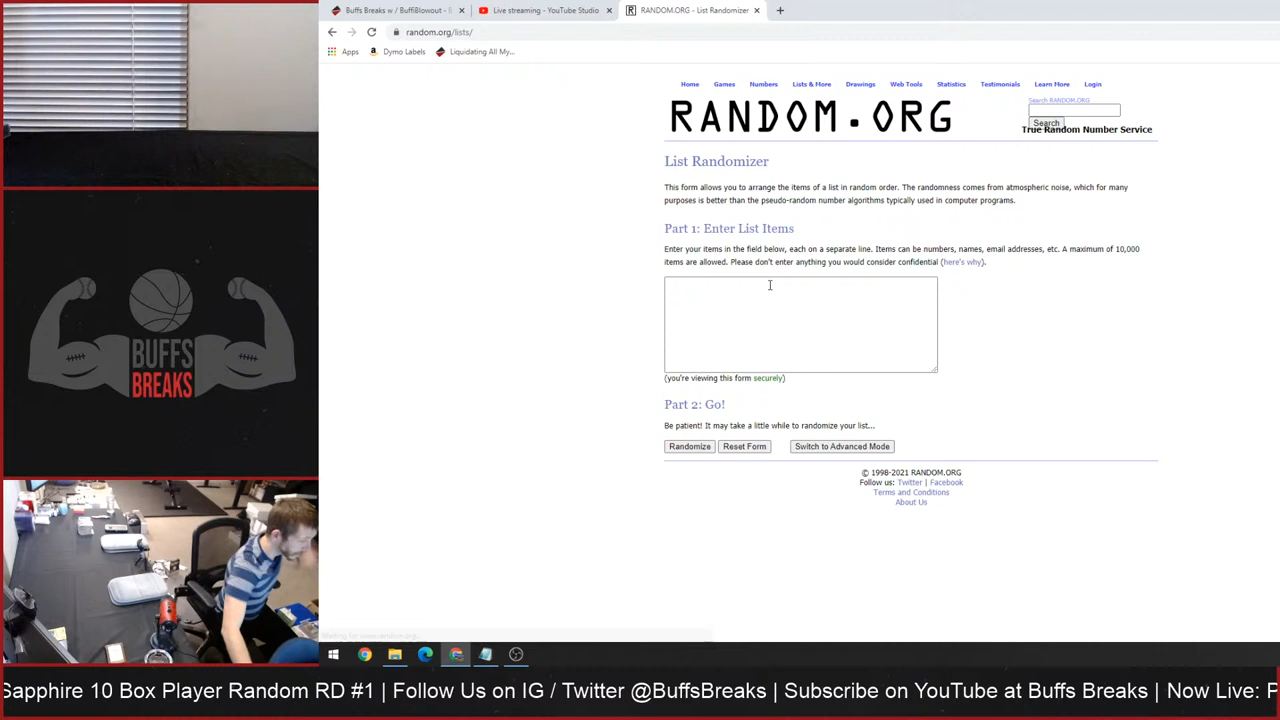 Buffs Breaks w / BuffiBlowout -
Live streaming - YouTube Studio
RANDOM.ORG - List Randomizer
random.org/lists/
Apps
Dymo Labels
Liquidating All My...
Home
Games
Numbers
Lists & More
Drawings
Web Tools
Statistics
Testimonials
Learn More
Login
RANDOM.ORG
Search RANDOM.ORG
Search
True Random Number Service
List Randomizer
This form allows you to arrange the items of a list in random order. The randomness comes from atmospheric noise, which for many
purposes is better than the pseudo-random number algorithms typically used in computer programs.
Part 1: Enter List Items
Enter your items in the field below, each on a separate line. Items can be numbers, names, email addresses, etc. A maximum of 10,000
items are allowed. Please don't enter anything you would consider confidential (here's why).
(you're viewing this form securely)
Part 2: Go!
Be patient! It may take a little while to randomize your list...
Randomize
Reset Form
Switch to Advanced Mode
© 1998-2021 RANDOM.ORG
Follow us: Twitter | Facebook
Terms and Conditions
About Us
BUFFS
BREAKS
Waiting for www.random.org...
Sapphire 10 Box Player Random RD #1 | Follow Us on IG / Twitter @BuffsBreaks | Subscribe on YouTube at Buffs Breaks | Now Live: